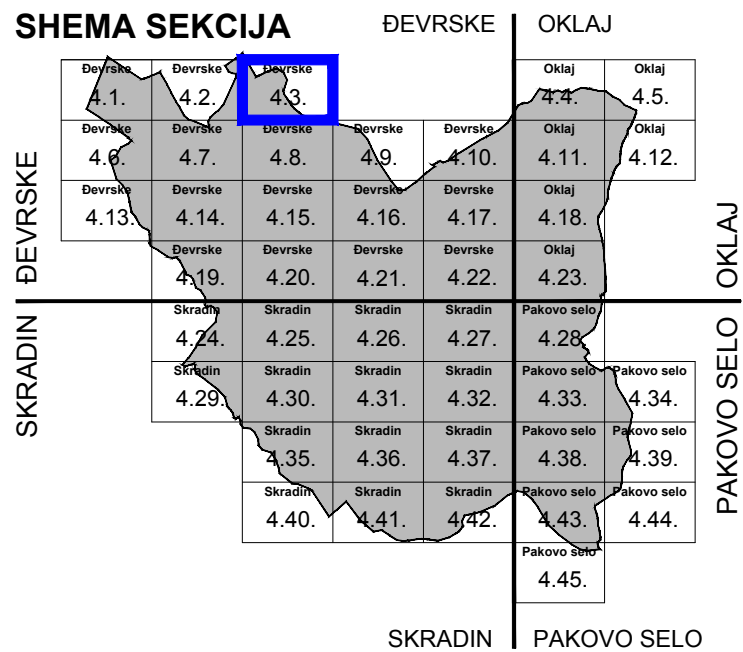 SHEMA SEKCIJA
ĐEVRSKE OKLAJ
Đevrske Đevrske Đevrske Oklaj Oklaj
4.1. 4.2. 4.3. 4.4. 4.5.
Đevrske Đevrske Đevrske Đevrske Đevrske Oklaj Oklaj
4.6. 4.7. 4.8. 4.9. 4.10. 4.11. 4.12.
Đevrske Đevrske Đevrske Đevrske Đevrske Oklaj
4.13. 4.14. 4.15. 4.16. 4.17. 4.18.
Đevrske Đevrske Đevrske Đevrske Oklaj
4.19. 4.20. 4.21. 4.22. 4.23.
Skradin Skradin Skradin Skradin Pakovo selo
4.24. 4.25. 4.26. 4.27. 4.28.
Skradin Skradin Skradin Skradin Pakovo selo Pakovo selo
4.29. 4.30. 4.31. 4.32. 4.33. 4.34.
Skradin Skradin Skradin Pakovo selo Pakovo selo
4.35. 4.36. 4.37. 4.38. 4.39.
Skradin Skradin Skradin Pakovo selo Pakovo selo
4.40. 4.41. 4.42. 4.43. 4.44.
Pakovo selo
4.45.
ĐEVRSKE
SKRADIN
OKLAJ
PAKOVO SELO
SKRADIN PAKOVO SELO